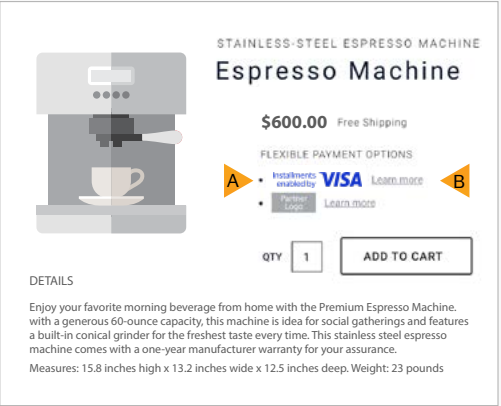 STAINLESS-STEEL ESPRESSO MACHINE
Espresso Machine
$600.00 Free Shipping
FLEXIBLE PAYMENT OPTIONS
A • Installments enabled by VISA Learn more B
• Partner Logo Learn more
QTY 1 ADD TO CART
DETAILS
Enjoy your favorite morning beverage from home with the Premium Espresso Machine.
with a generous 60-ounce capacity, this machine is idea for social gatherings and features
a built-in conical grinder for the freshest taste every time. This stainless steel espresso
machine comes with a one-year manufacturer warranty for your assurance.
Measures: 15.8 inches high x 13.2 inches wide x 12.5 inches deep. Weight: 23 pounds